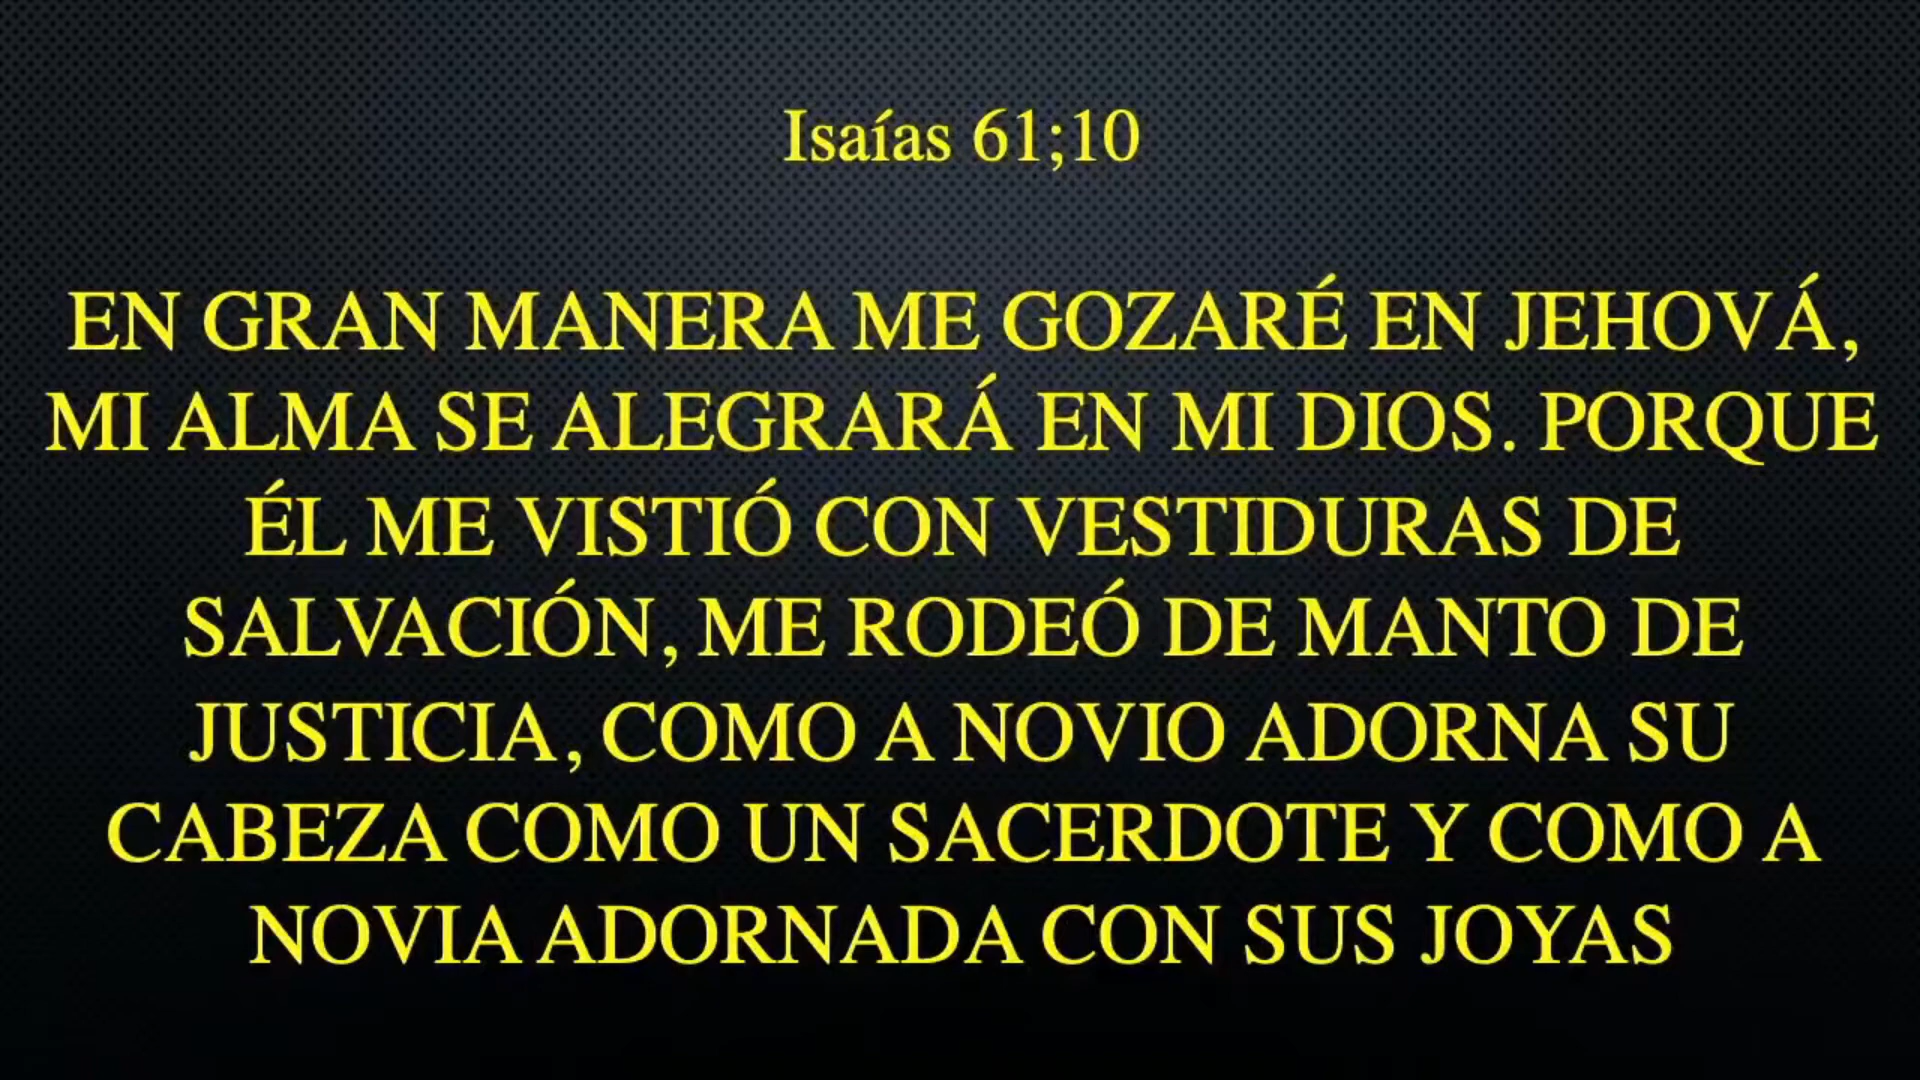 Isaías 61;10
EN GRAN MANERA ME GOZARÉ EN JEHOVÁ,
MI ALMA SE ALEGRARÁ EN MI DIOS. PORQUE
ÉL ME VISTIÓ CON VESTIDURAS DE
SALVACIÓN, ME RODEÓ DE MANTO DE
JUSTICIA, COMO A NOVIO ADORNA SU
CABEZA COMO UN SACERDOTE Y COMO A
NOVIA ADORNADA CON SUS JOYAS